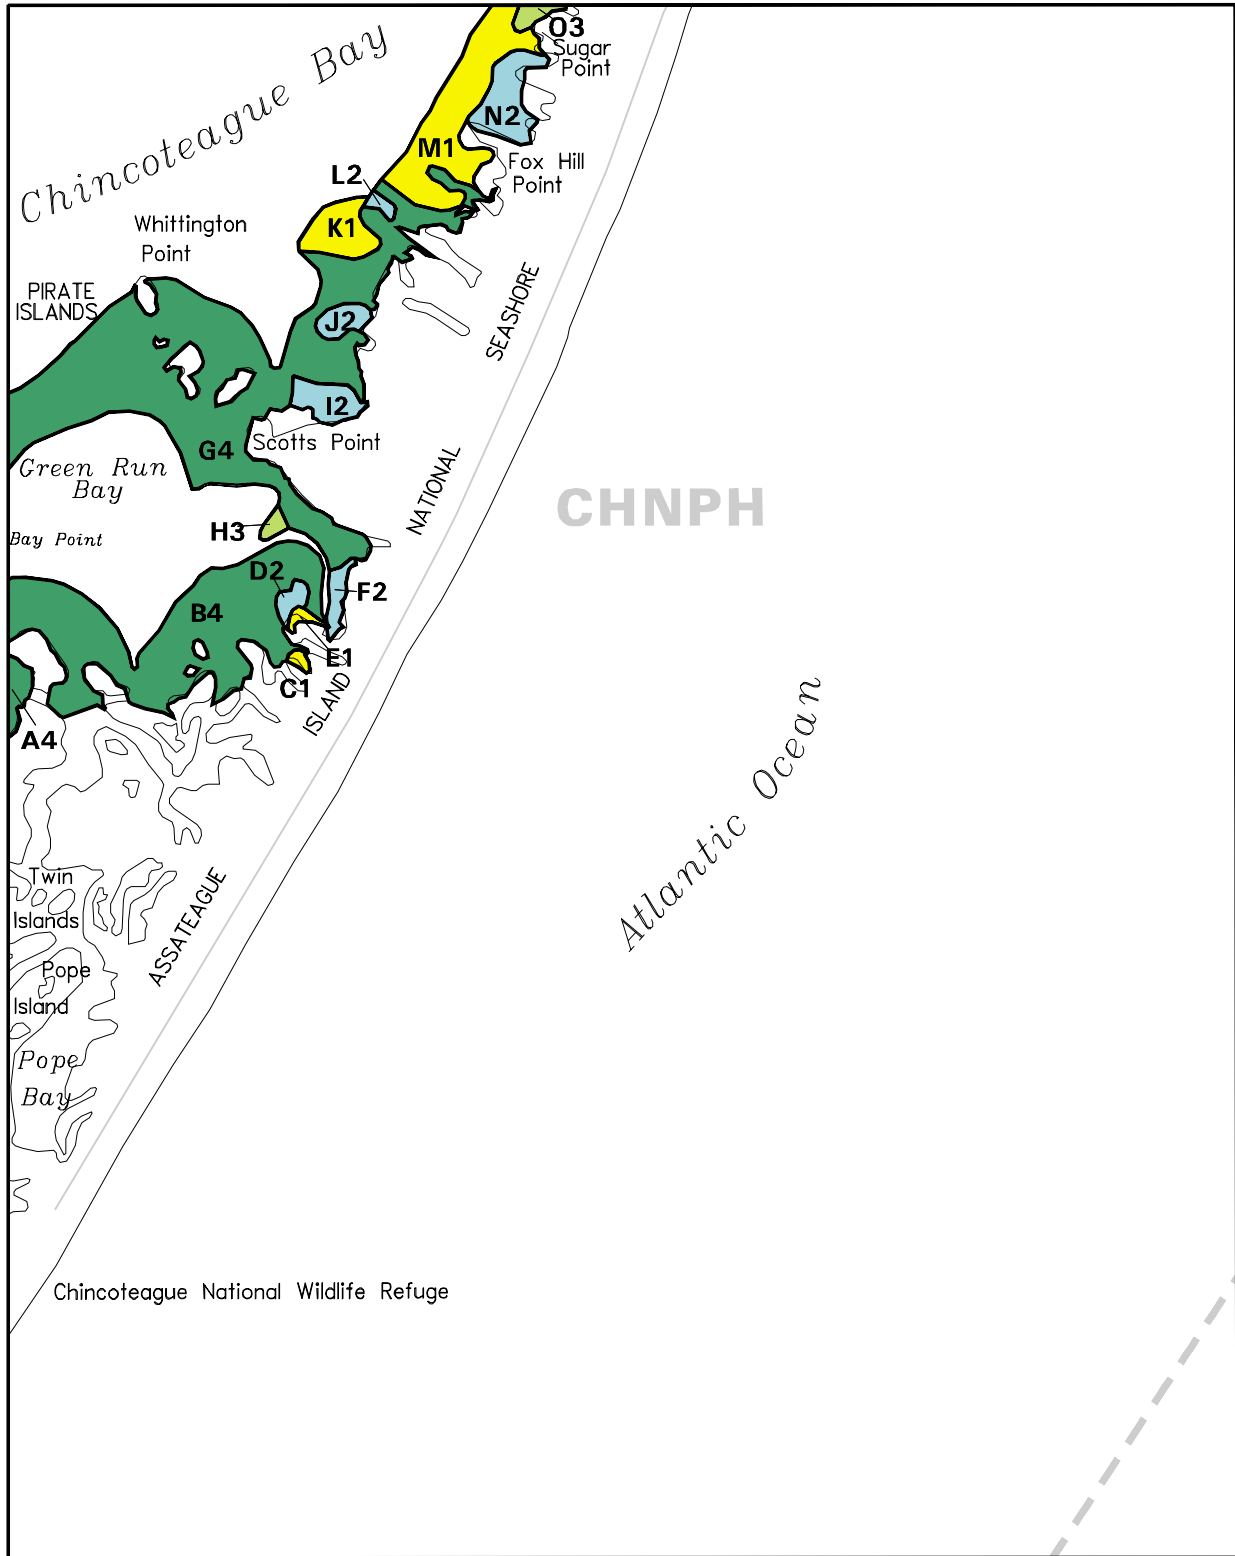 O3
Sugar
Point
Chincoteague Bay
N2
M1
Fox Hill
Point
L2
K1
Whittington
Point
PIRATE
ISLANDS
J2
SEASHORE
I2
Scotts Point
G4
Green Run
Bay
NATIONAL
CHNPH
H3
Bay Point
D2
F2
B4
E1
C1
ISLAND
A4
Atlantic Ocean
Twin
Islands
ASSATEAGUE
Pope
Island
Pope
Bay
Chincoteague National Wildlife Refuge